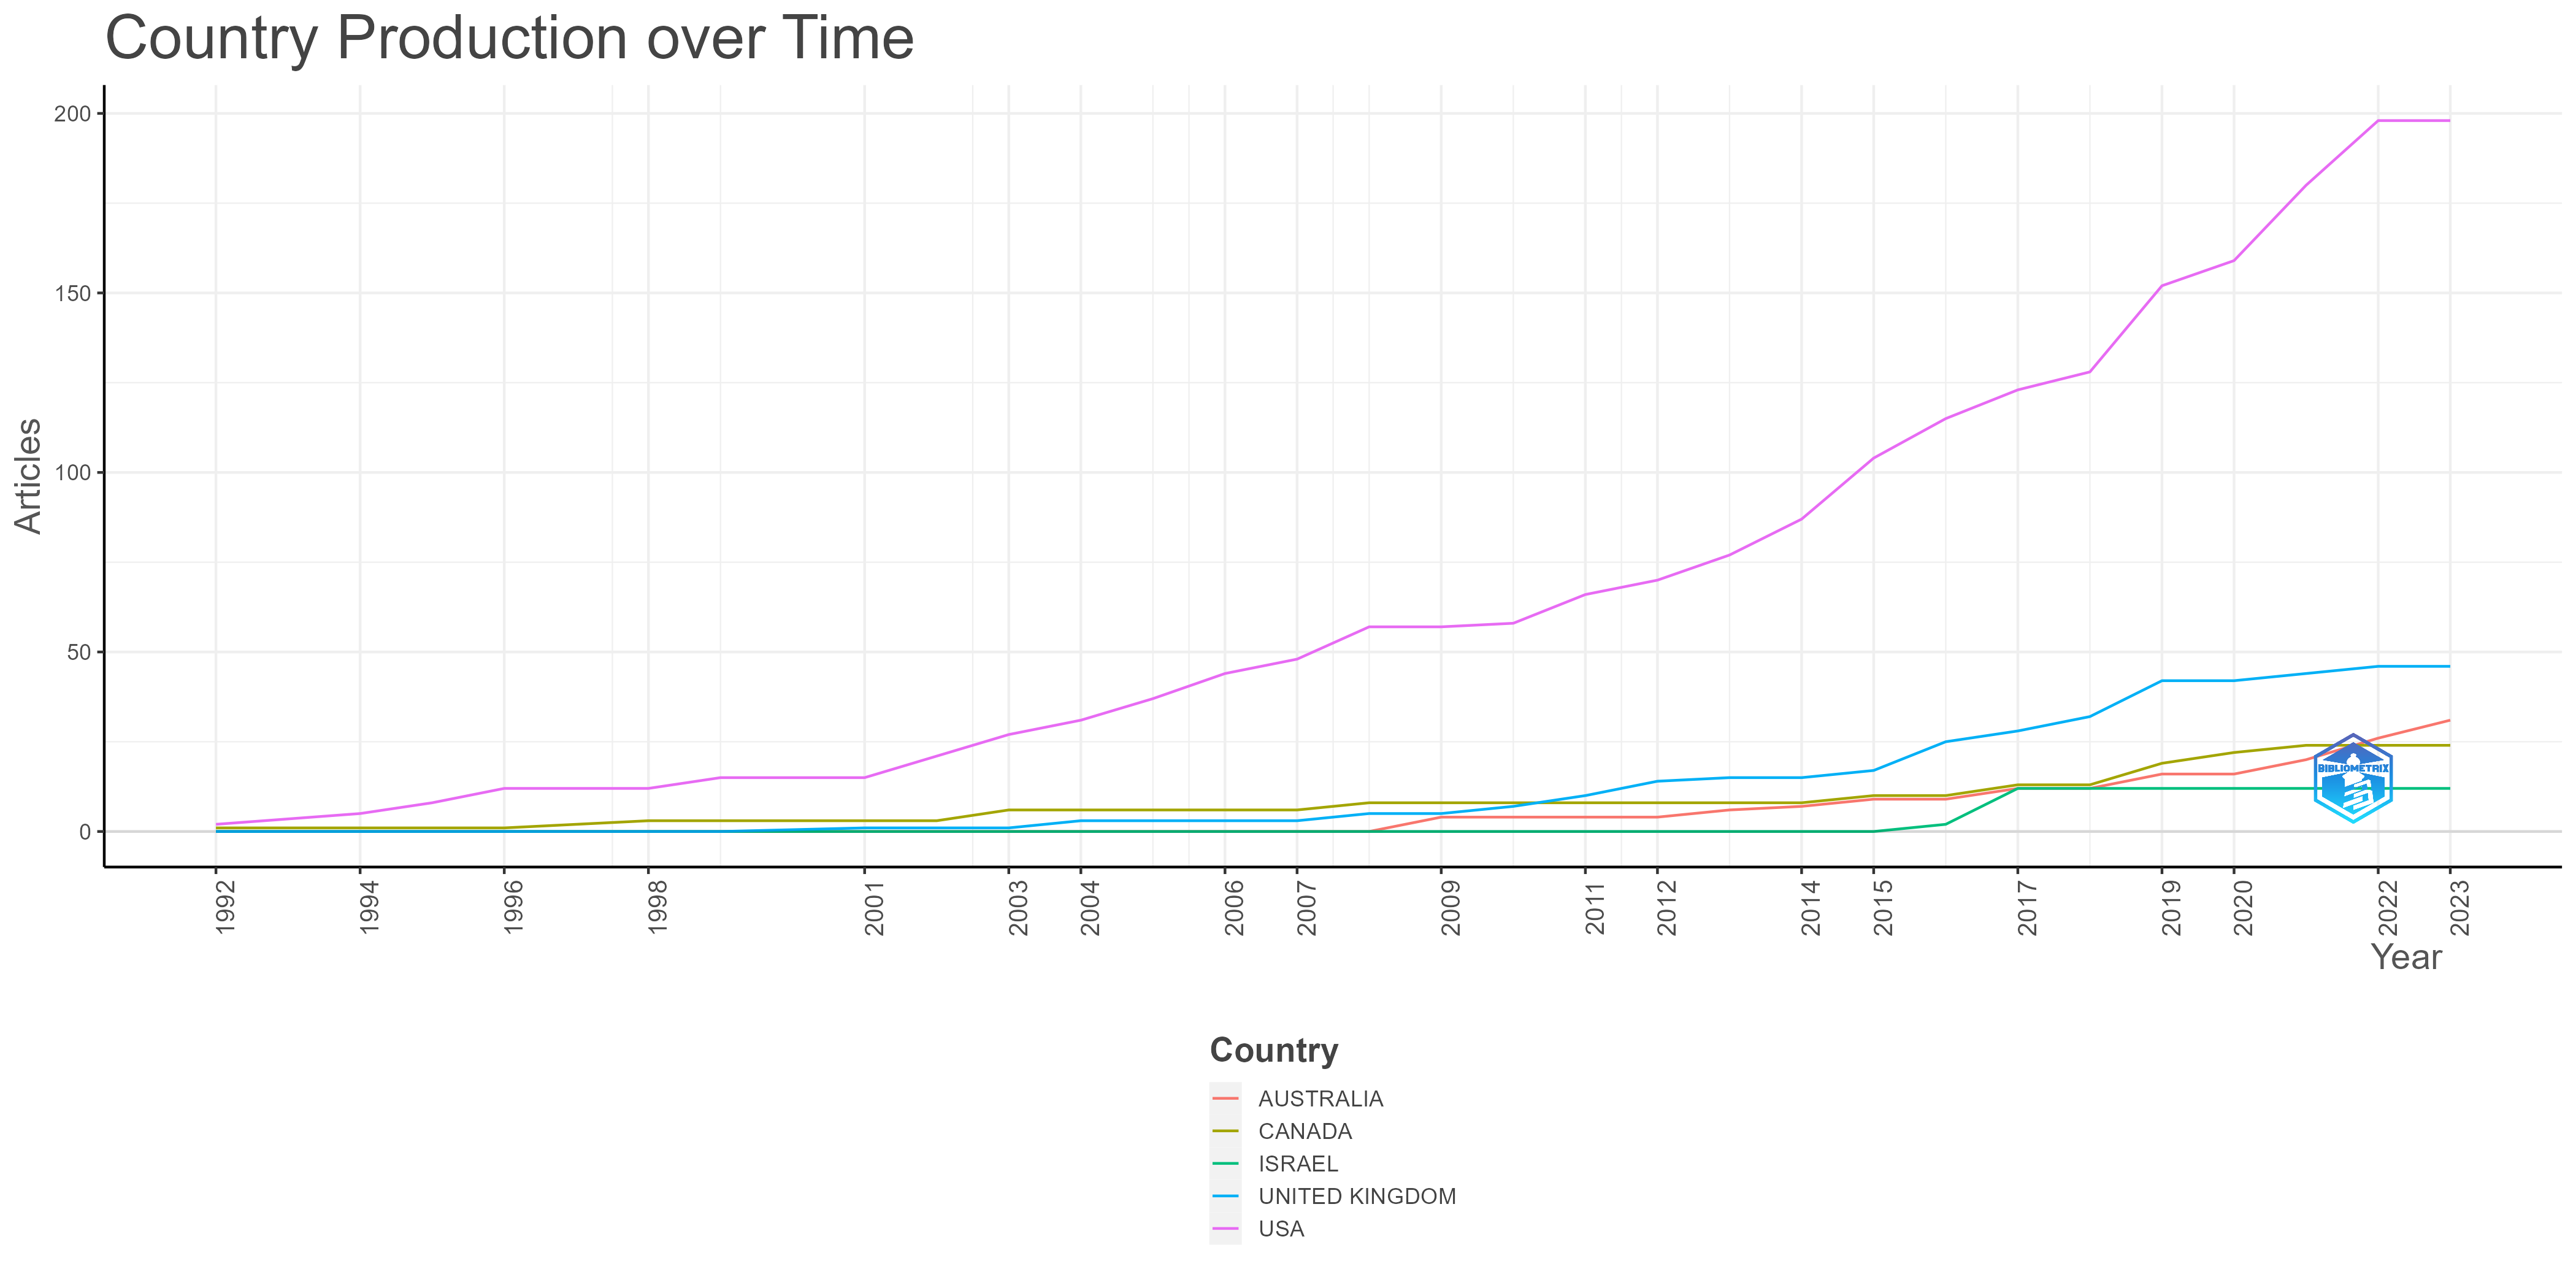 Country Production over Time
200
150
100
50
0
Articles
BIBLIOMETRIX
1992
1994
1996
1998
2001
2003
2004
2006
2007
2009
2011
2012
2014
2015
2017
2019
2020
2022
2023
Year
Country
AUSTRALIA
CANADA
ISRAEL
UNITED KINGDOM
USA